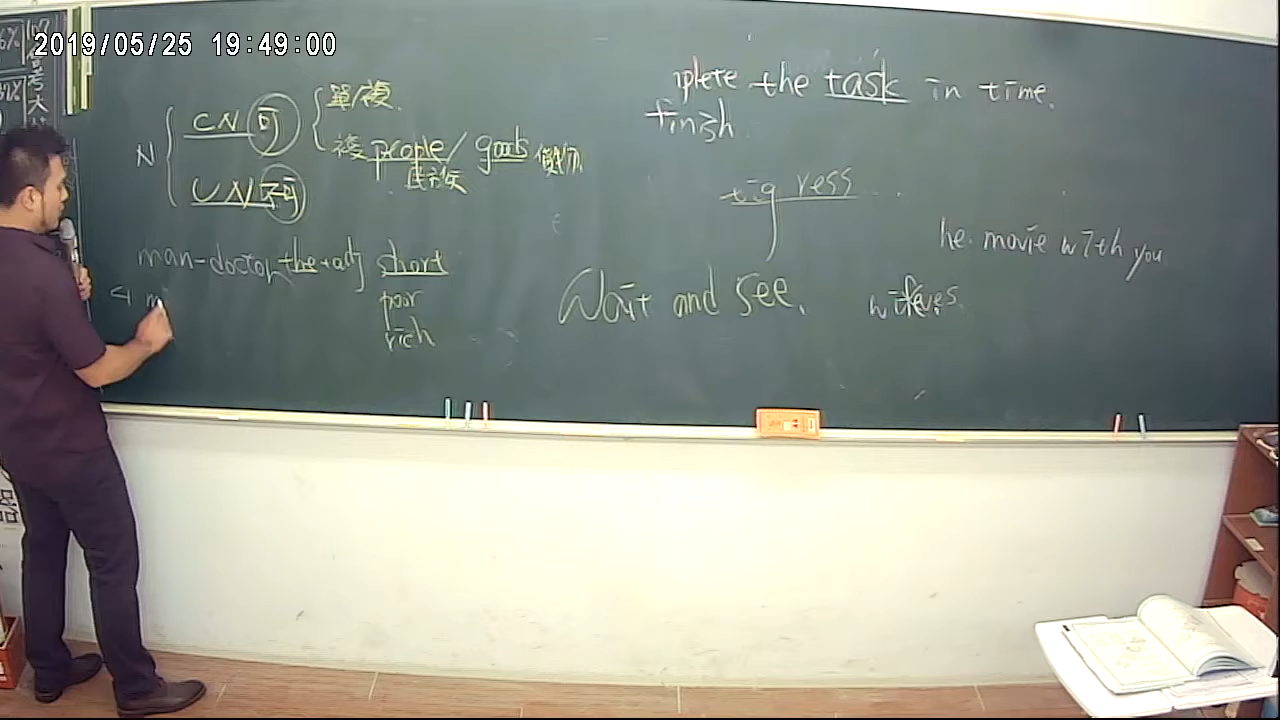 2019/05/25 19:49:00
plete the task in time.
finish
N
CN 可 單/複
複 people/goods
民族
UN 不可
tigress
he movie with you
man-doctor the+adj short
poor
rich
Wait and see.